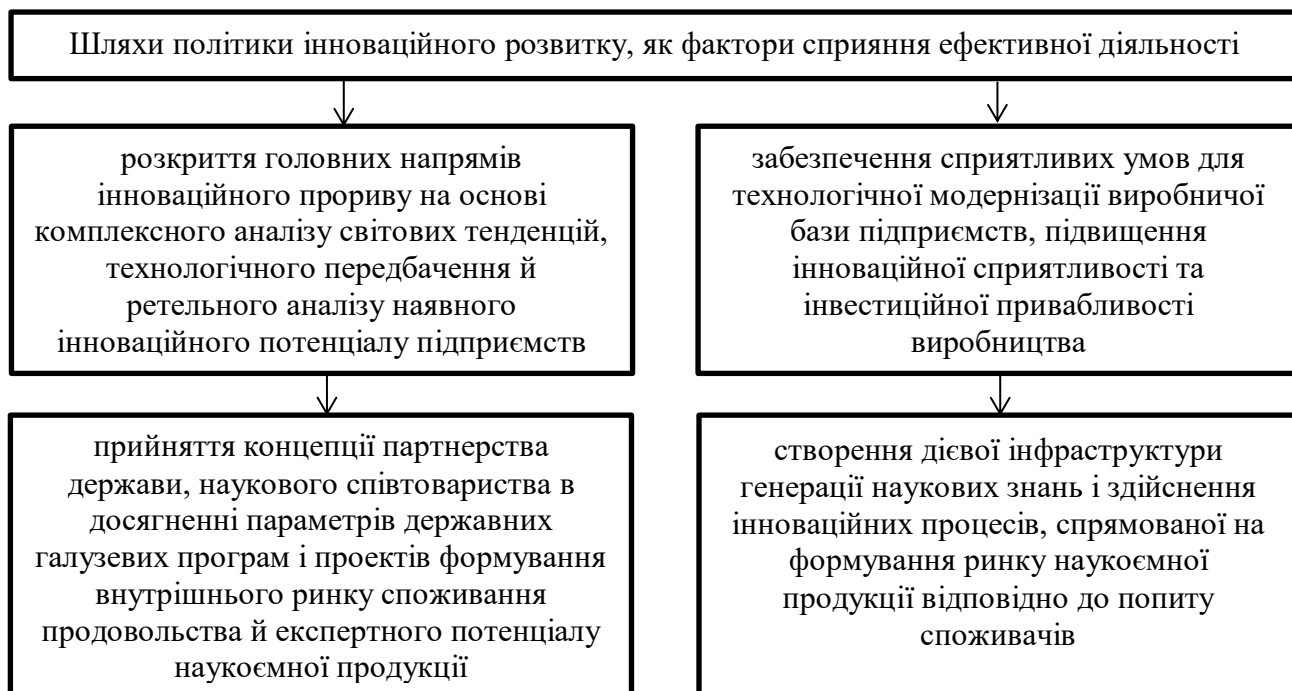 Шляхи політики інноваційного розвитку, як фактори сприяння ефективної діяльності
розкриття головних напрямів
інноваційного прориву на основі
комплексного аналізу світових тенденцій,
технологічного передбачення й
ретельного аналізу наявного
інноваційного потенціалу підприємств
забезпечення сприятливих умов для
технологічної модернізації виробничої
бази підприємств, підвищення
інноваційної сприятливості та
інвестиційної привабливості
виробництва
прийняття концепції партнерства
держави, наукового співтовариства в
досягненні параметрів державних
галузевих програм і проектів формування
внутрішнього ринку споживання
продовольства й експертного потенціалу
наукоємної продукції
створення дієвої інфраструктури
генерації наукових знань і здійснення
інноваційних процесів, спрямованої на
формування ринку наукоємної
продукції відповідно до попиту
споживачів